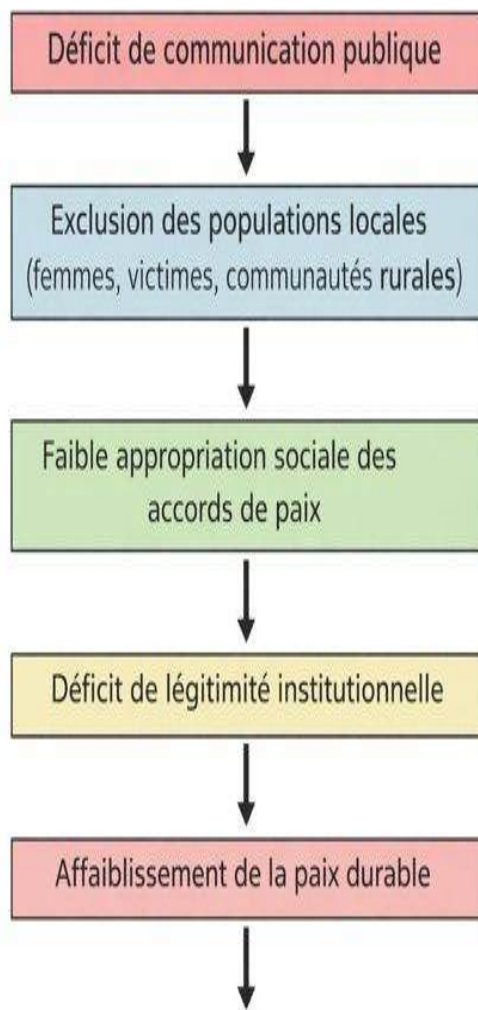 Déficit de communication publique
Exclusion des populations locales
(femmes, victimes, communautés rurales)
Faible appropriation sociale des
accords de paix
Déficit de légitimité institutionnelle
Affaiblissement de la paix durable